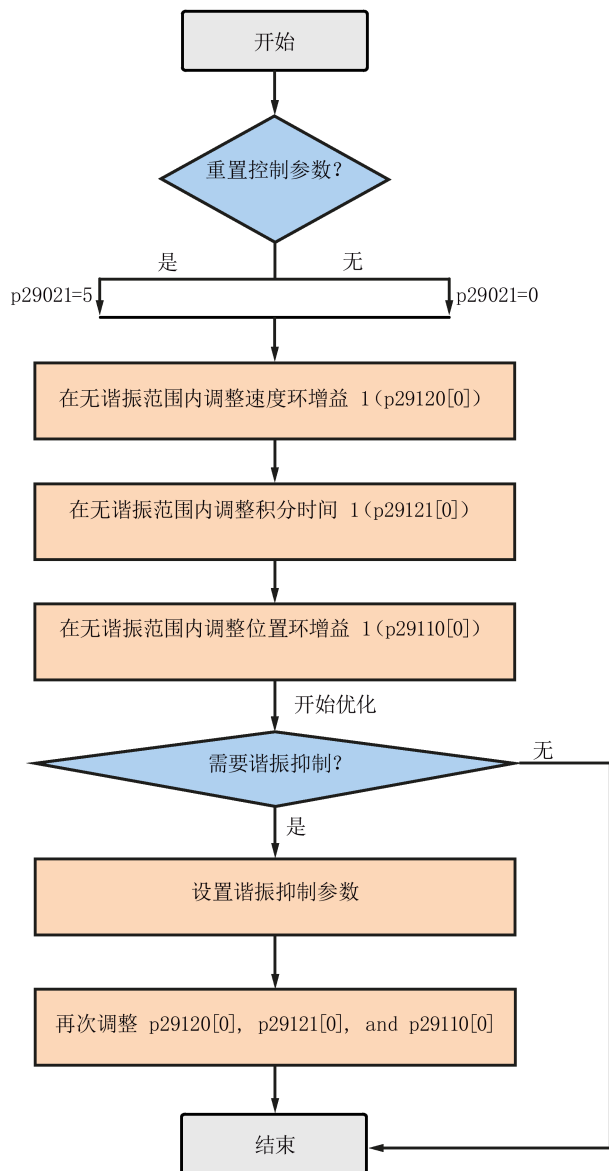 开始
重置控制参数?
是
无
p29021=5
p29021=0
在无谐振范围内调整速度环增益 1(p29120[0])
在无谐振范围内调整积分时间 1(p29121[0])
在无谐振范围内调整位置环增益 1(p29110[0])
开始优化
需要谐振抑制?
无
是
设置谐振抑制参数
再次调整 p29120[0], p29121[0], and p29110[0]
结束